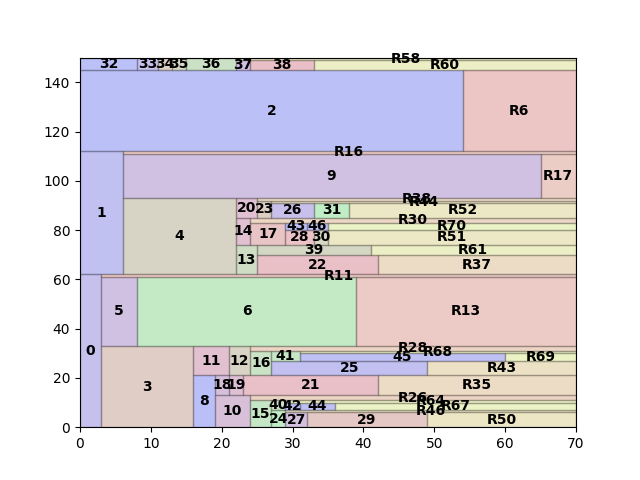 R58
32 33 34 35 36 37 38 R60
140
2 R6
120
R16
9 R17
100
R38
R44
20 23 26 31 R52
1 4
R30
80
14 17 43 46 R70
28 30 R51
39 R61
13 22 R37
60
R11
5 6 R13
40
0
R28
R68
11 12 16 41 45 R69
25 R43
20
3 18 19 21 R35
8 10
R26
R64
15 40 42 44 R67
R46
24 27 29 R50
0
0 10 20 30 40 50 60 70